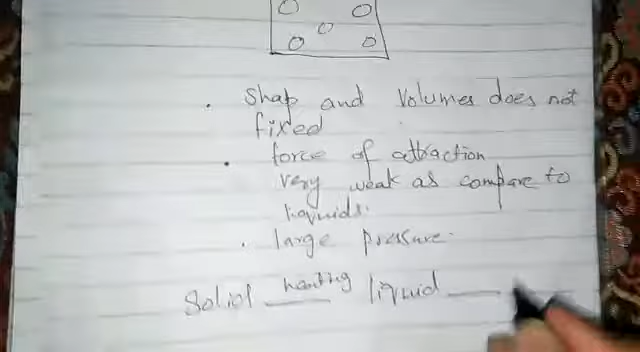 Shap and Volumes does not
fixed
force of attraction
very weak as compare to
liquids.
large pressure.
Solid heating liquid